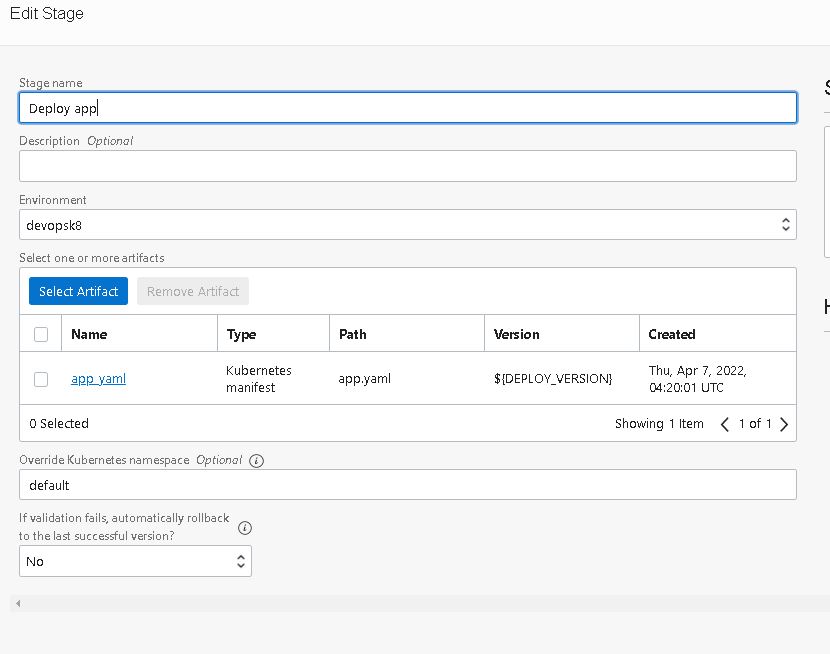 Edit Stage
Stage name
Deploy app
Description Optional
Environment
devopsk8
Select one or more artifacts
Select Artifact Remove Artifact
Name Type Path Version Created
app_yaml Kubernetes manifest app.yaml ${DEPLOY_VERSION} Thu, Apr 7, 2022, 04:20:01 UTC
0 Selected Showing 1 Item 1 of 1
Override Kubernetes namespace Optional
default
If validation fails, automatically rollback
to the last successful version?
No